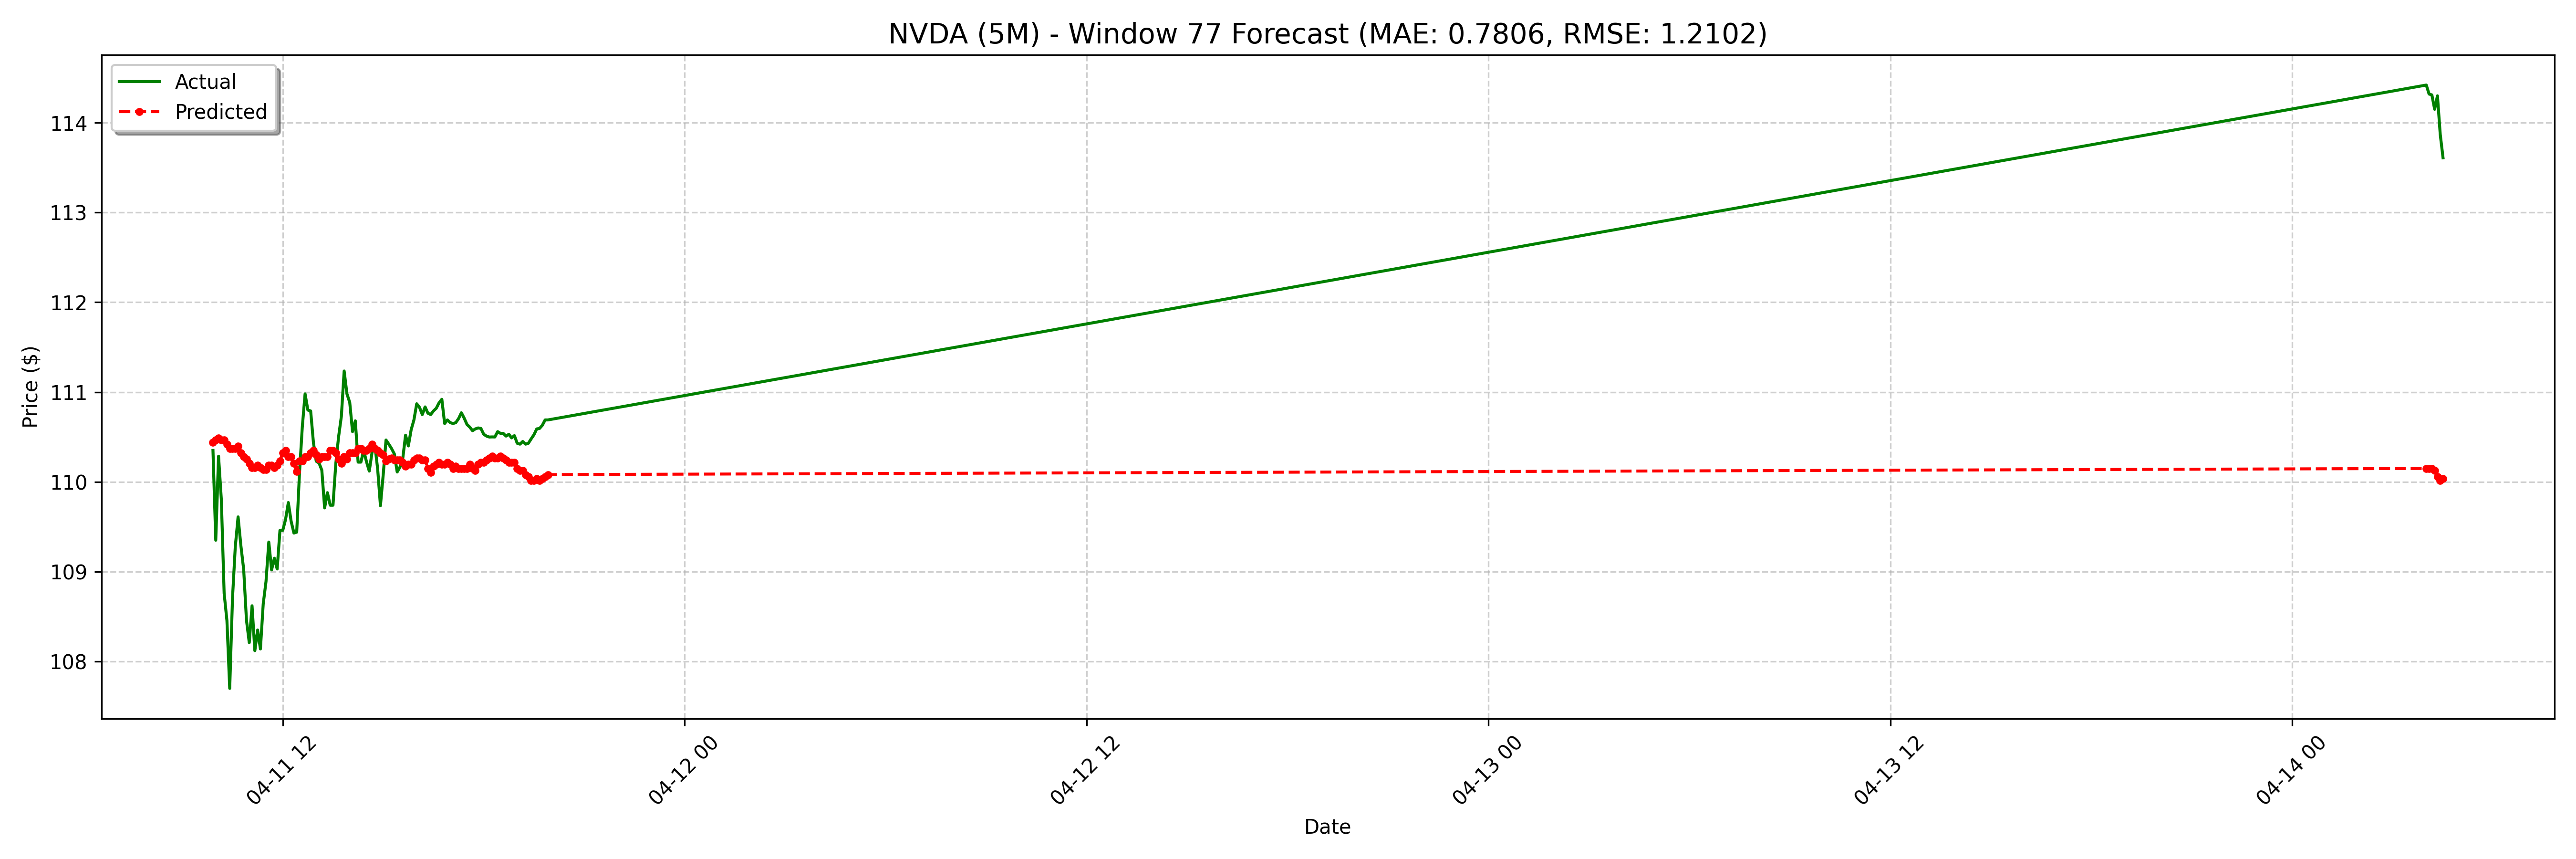 NVDA (5M) - Window 77 Forecast (MAE: 0.7806, RMSE: 1.2102)
Actual
Predicted
Price ($)
114
113
112
111
110
109
108
04-11 12
04-12 00
04-12 12
04-13 00
04-13 12
04-14 00
Date